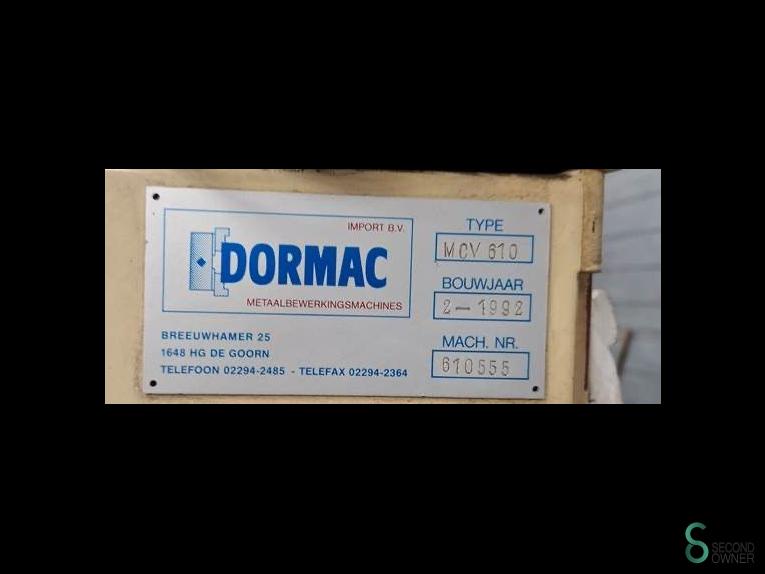 IMPORT B.V.
DORMAC
METAALBEWERKINGSMACHINES
BREEUWHAMER 25
1648 HG DE GOORN
TELEFOON 02294-2485 - TELEFAX 02294-2364
TYPE
MCV 610
BOUWJAAR
2-1992
MACH. NR.
610555
SECOND
OWNER